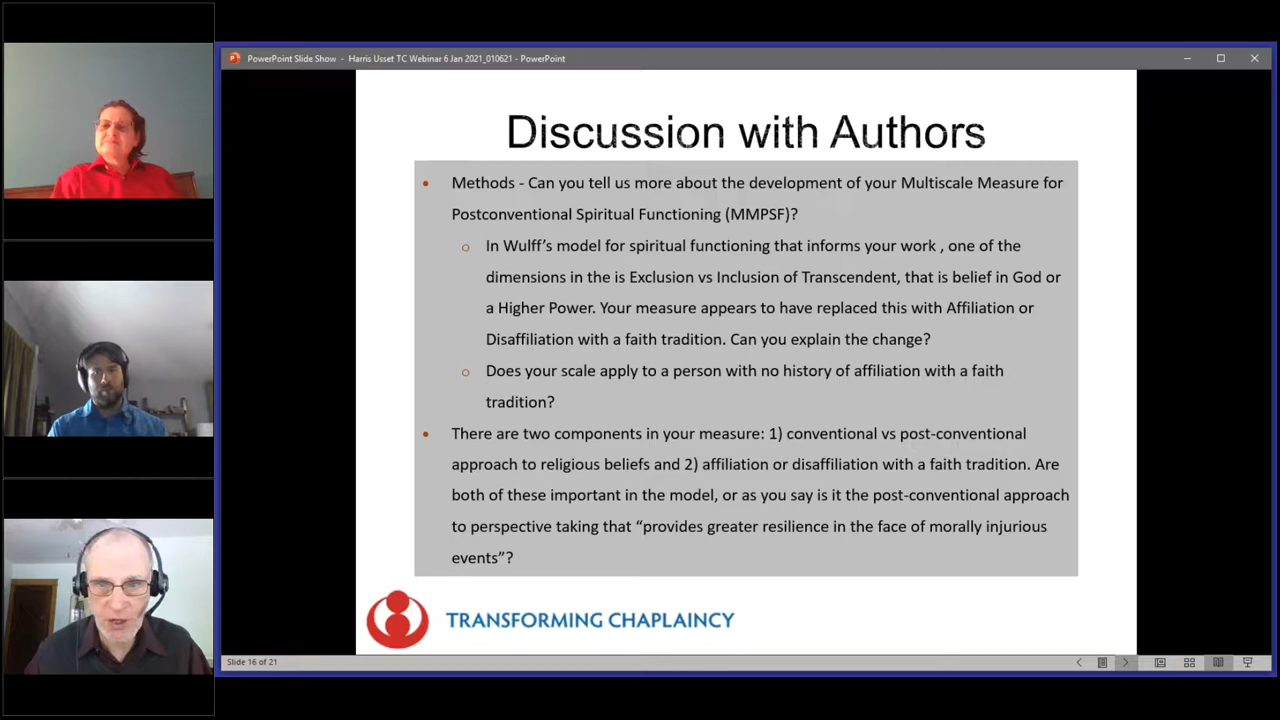 PowerPoint Slide Show - Harris Usset TC Webinar 6 Jan 2021_010621 - PowerPoint
Discussion with Authors
• Methods - Can you tell us more about the development of your Multiscale Measure for
Postconventional Spiritual Functioning (MMPSF)?
o In Wulff's model for spiritual functioning that informs your work , one of the
dimensions in the is Exclusion vs Inclusion of Transcendent, that is belief in God or
a Higher Power. Your measure appears to have replaced this with Affiliation or
Disaffiliation with a faith tradition. Can you explain the change?
o Does your scale apply to a person with no history of affiliation with a faith
tradition?
• There are two components in your measure: 1) conventional vs post-conventional
approach to religious beliefs and 2) affiliation or disaffiliation with a faith tradition. Are
both of these important in the model, or as you say is it the post-conventional approach
to perspective taking that “provides greater resilience in the face of morally injurious
events”?
TRANSFORMING CHAPLAINCY
Slide 16 of 21